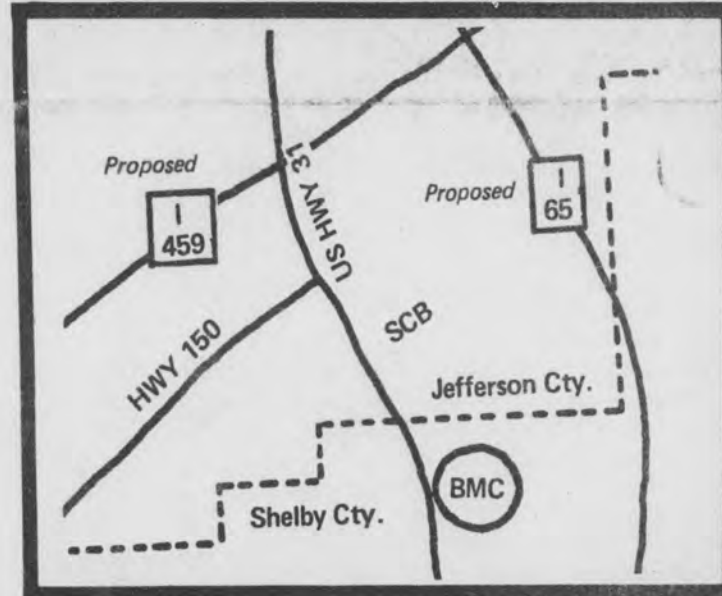 Proposed
I
459
US HWY 31
Proposed
I
65
HWY 150
SCB
Jefferson Cty.
Shelby Cty.
BMC